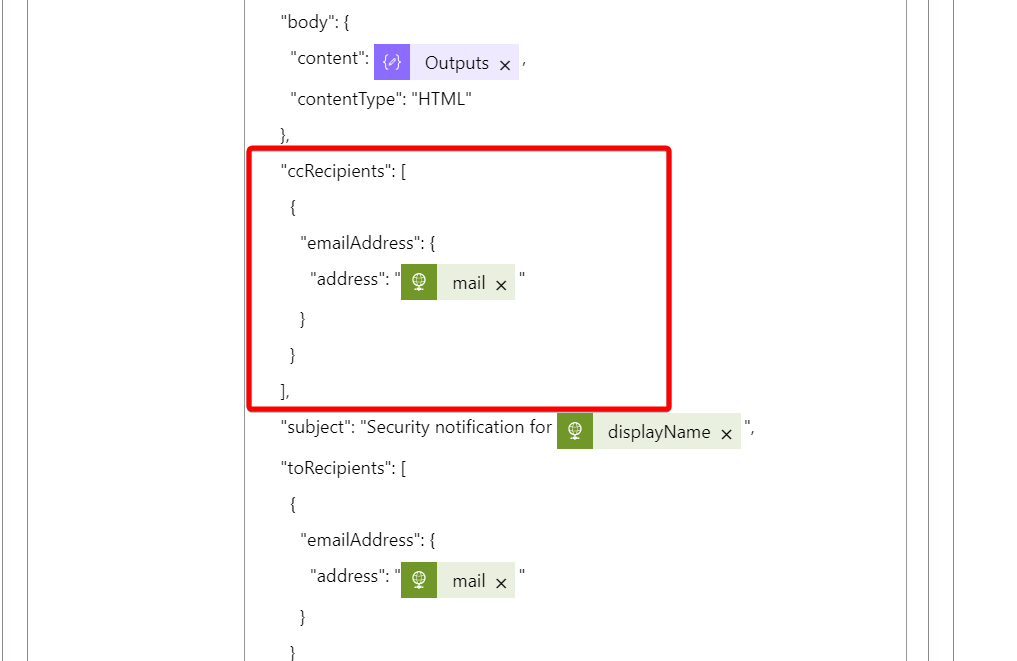 "body": {
"content": Outputs × ,
"contentType": "HTML"
},
"ccRecipients": [
{
"emailAddress": {
"address": " mail × "
}
}
],
"subject": "Security notification for displayName × ",
"toRecipients": [
{
"emailAddress": {
"address": " mail × "
}
}